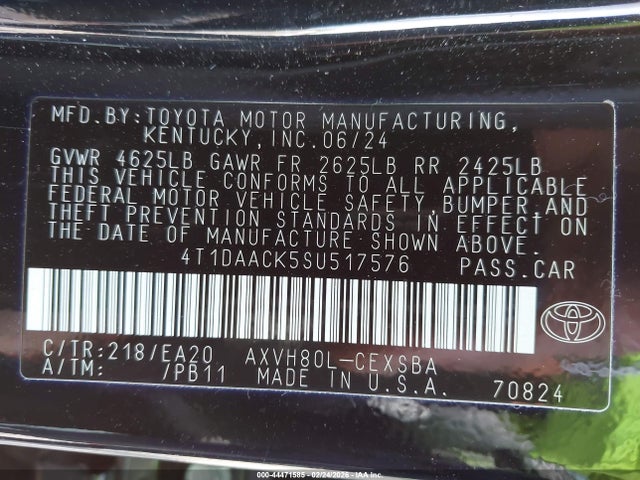 MFD.BY:TOYOTA MOTOR MANUFACTURING,
KENTUCKY,INC.06/24
GVWR 4625LB GAWR FR 2625LB RR 2425LB
THIS VEHICLE CONFORMS TO ALL APPLICABLE
FEDERAL MOTOR VEHICLE SAFETY,BUMPER,AND
THEFT PREVENTION STANDARDS IN EFFECT ON
THE DATE OF MANUFACTURE SHOWN ABOVE.
4T1DAACK5SU517576 PASS.CAR
C/TR:218/EA20 AXVH80L-CEXSBA
A/TM: /PB11 MADE IN U.S.A. 70824
000-44471585 - 02/24/2026 - IAA Inc.